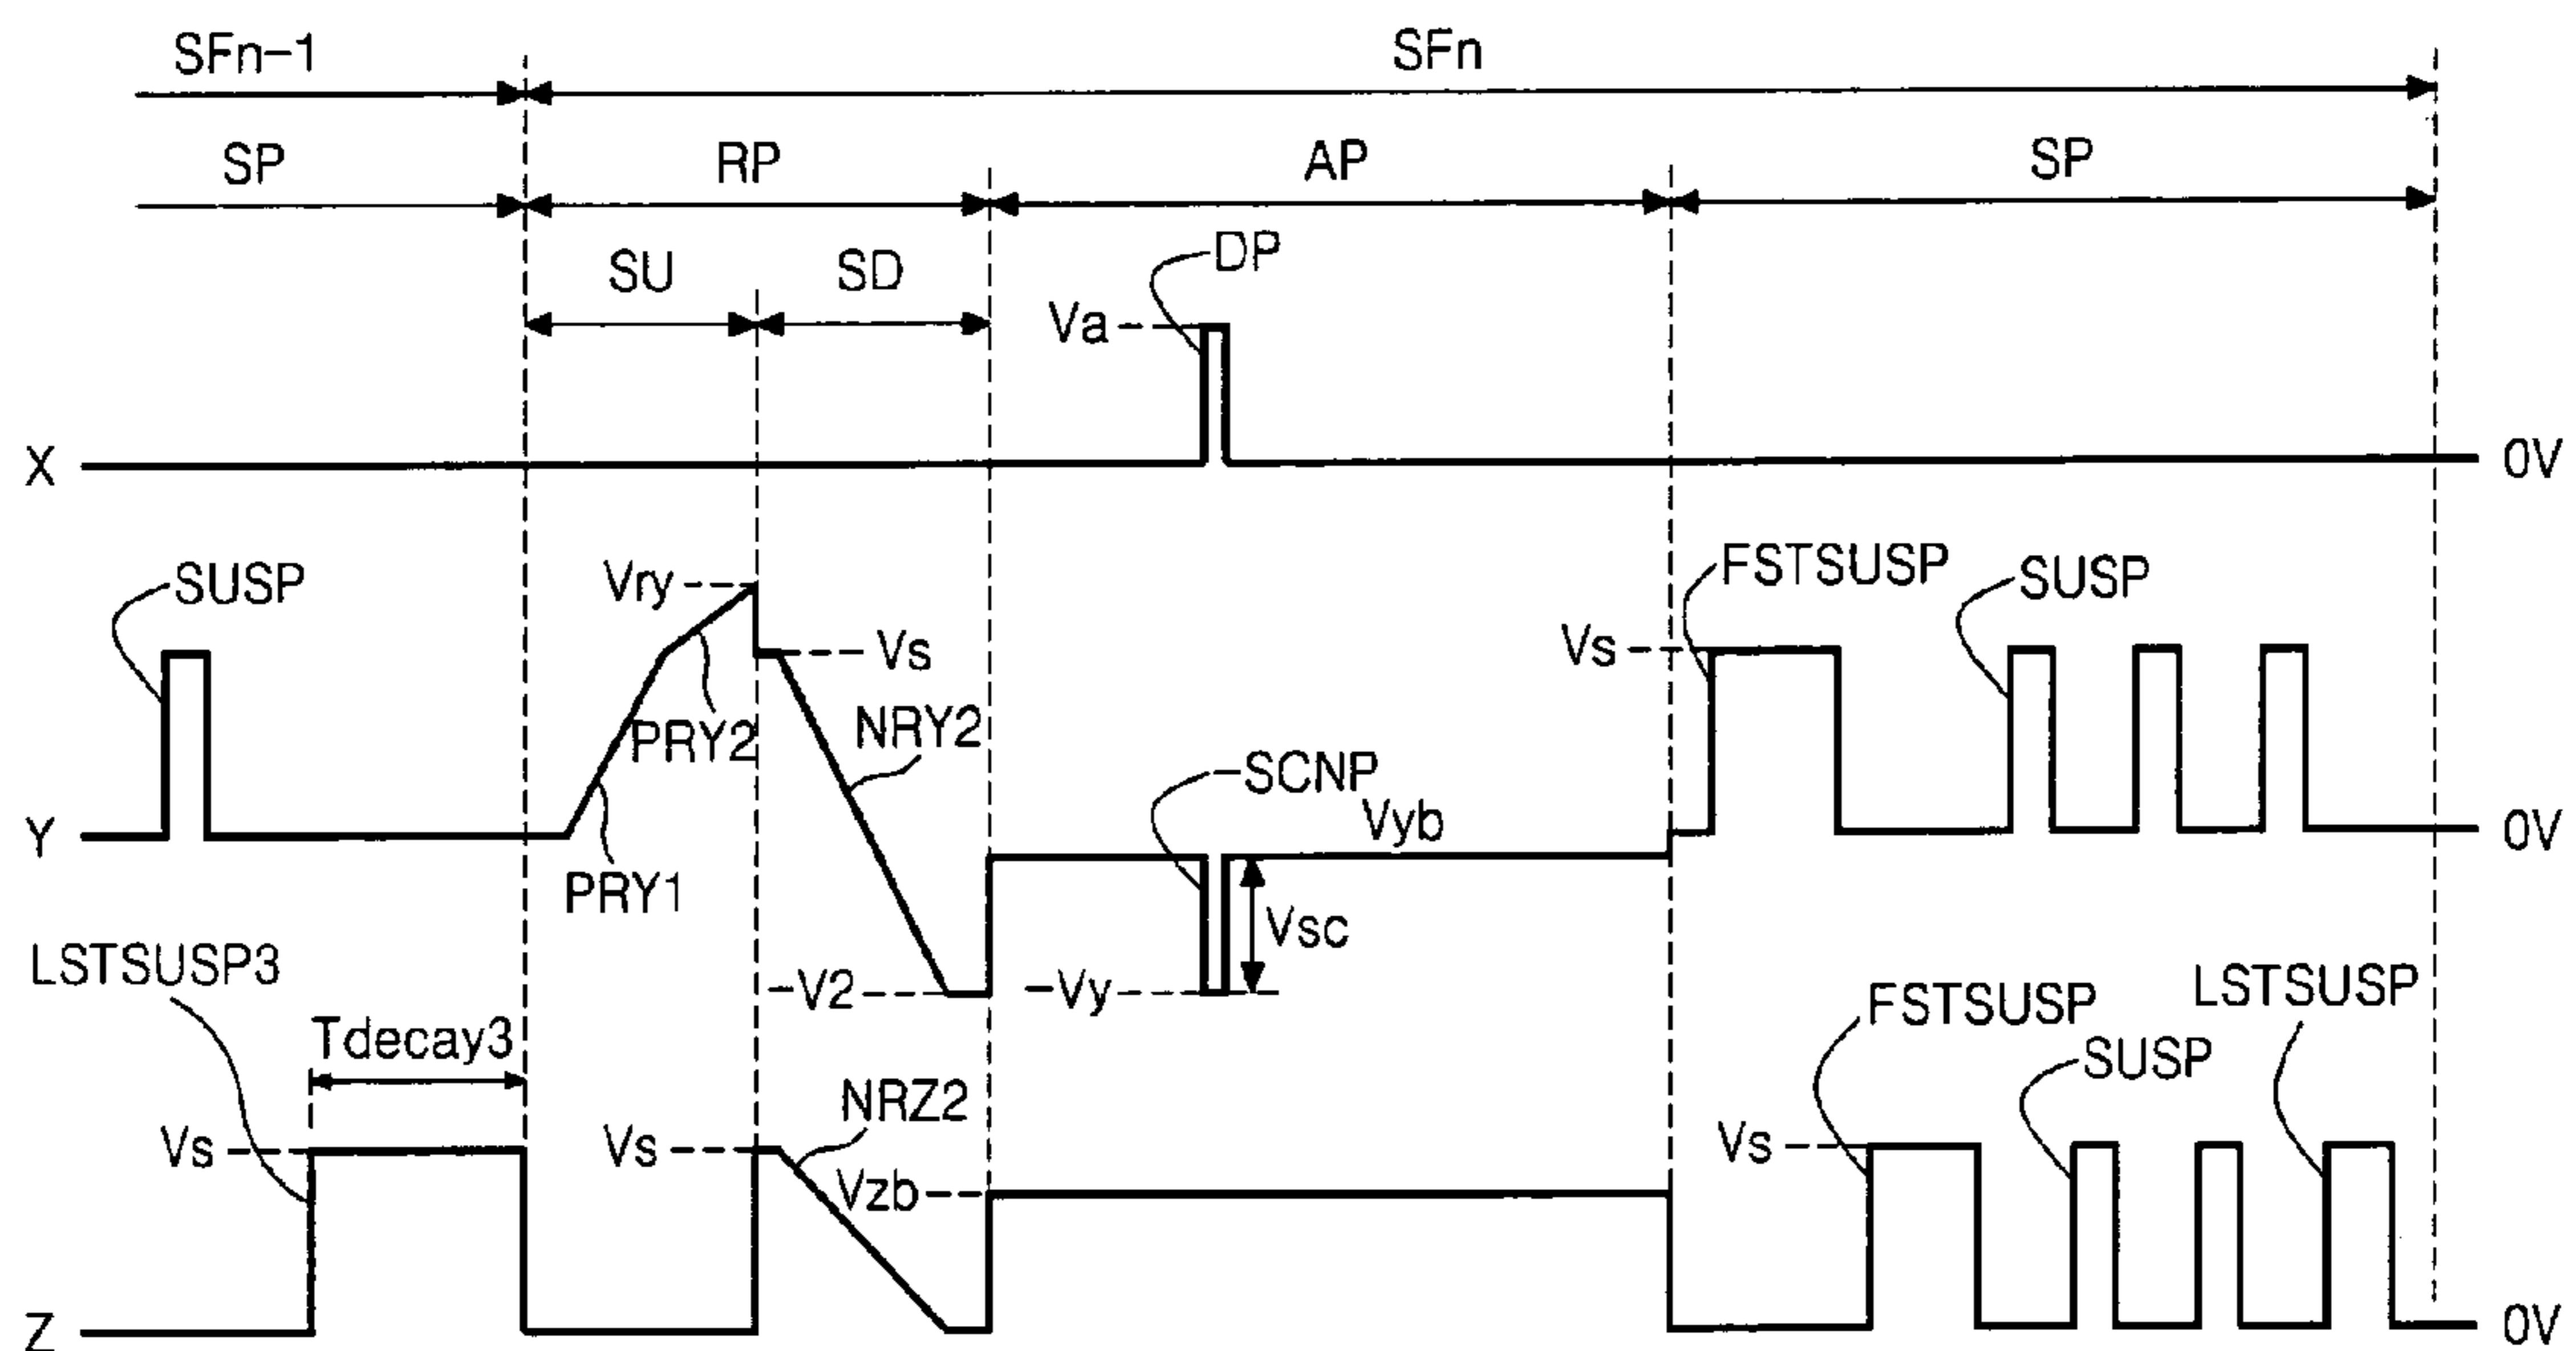 SFn-1
SFn
SP
RP
AP
SP
SU
SD
DP
Va
X
0V
SUSP
Vry
Vs
PRY2
NRY2
PRY1
Vs
FSTSUSP
SUSP
-SCNP
Vyb
Y
0V
Vsc
-V2
-Vy
LSTSUSP3
Tdecay3
Vs
Vs
NRZ2
Vzb
FSTSUSP
SUSP
LSTSUSP
Vs
Z
0V